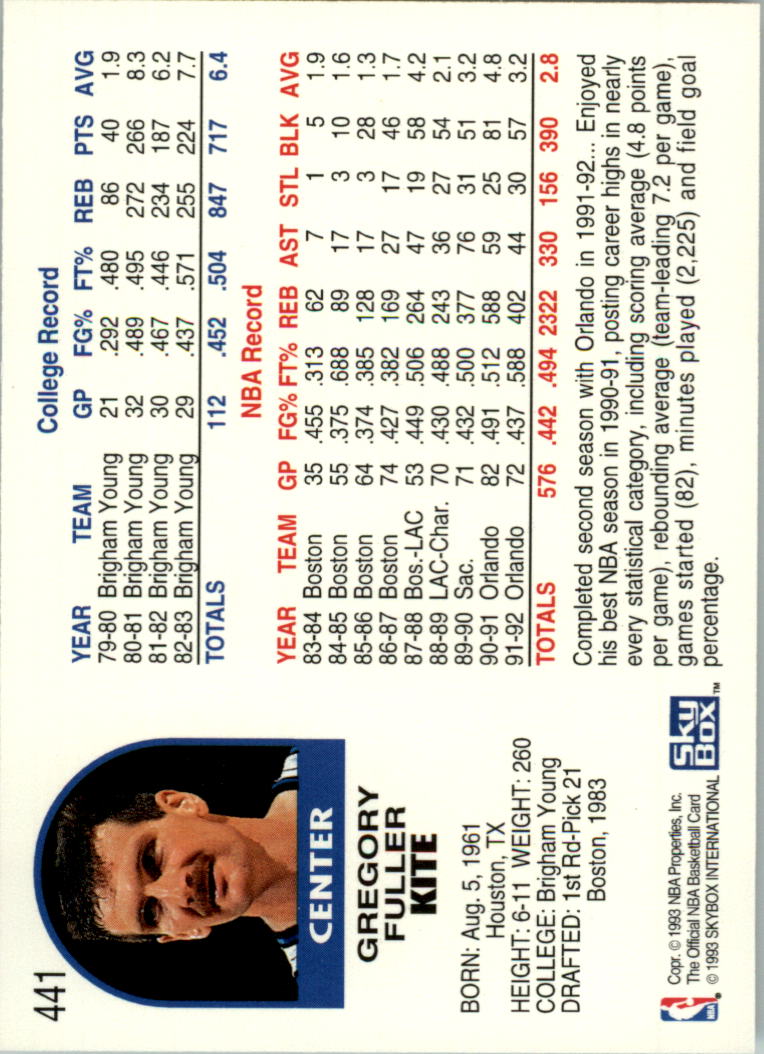 441
CENTER
GREGORY
FULLER
KITE
BORN: Aug. 5, 1961
Houston, TX
HEIGHT: 6-11 WEIGHT: 260
COLLEGE: Brigham Young
DRAFTED: 1st Rd-Pick 21
Boston, 1983
NBA
Copr. © 1993 NBA Properties, Inc.
The Official NBA Basketball Card
© 1993 SKYBOX INTERNATIONAL
Sky
Box™
College Record
YEAR TEAM GP FG% FT% REB PTS AVG
79-80 Brigham Young 21 .292 .480 86 40 1.9
80-81 Brigham Young 32 .489 .495 272 266 8.3
81-82 Brigham Young 30 .467 .446 234 187 6.2
82-83 Brigham Young 29 .437 .571 255 224 7.7
TOTALS 112 .452 .504 847 717 6.4
NBA Record
YEAR TEAM GP FG% FT% REB AST STL BLK AVG
83-84 Boston 35 .455 .313 62 7 1 5 1.9
84-85 Boston 55 .375 .688 89 17 3 10 1.6
85-86 Boston 64 .374 .385 128 17 3 28 1.3
86-87 Boston 74 .427 .382 169 27 17 46 1.7
87-88 Bos.-LAC 53 .449 .506 264 47 19 58 4.2
88-89 LAC-Char. 70 .430 .488 243 36 27 54 2.1
89-90 Sac. 71 .432 .500 377 76 31 51 3.2
90-91 Orlando 82 .491 .512 588 59 25 81 4.8
91-92 Orlando 72 .437 .588 402 44 30 57 3.2
TOTALS 576 .442 .494 2322 330 156 390 2.8
Completed second season with Orlando in 1991-92... Enjoyed
his best NBA season in 1990-91, posting career highs in nearly
every statistical category, including scoring average (4.8 points
per game), rebounding average (team-leading 7.2 per game),
games started (82), minutes played (2,225) and field goal
percentage.